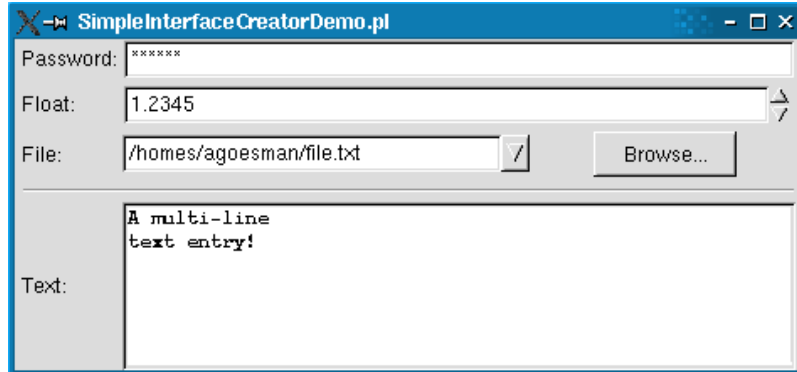 SimpleInterfaceCreatorDemo.pl
Password: ******
Float: 1.2345
File: /homes/agoesman/file.txt Browse...
Text: A multi-line
text entry!